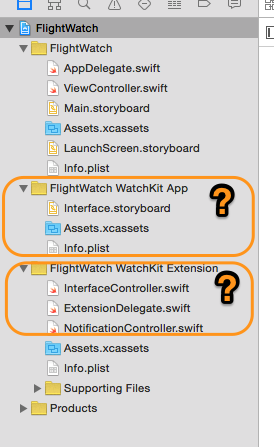 FlightWatch
FlightWatch
AppDelegate.swift
ViewController.swift
Main.storyboard
Assets.xcassets
LaunchScreen.storyboard
Info.plist
FlightWatch WatchKit App
?
Interface.storyboard
Assets.xcassets
Info.plist
FlightWatch WatchKit Extension
?
InterfaceController.swift
ExtensionDelegate.swift
NotificationController.swift
Assets.xcassets
Info.plist
Supporting Files
Products